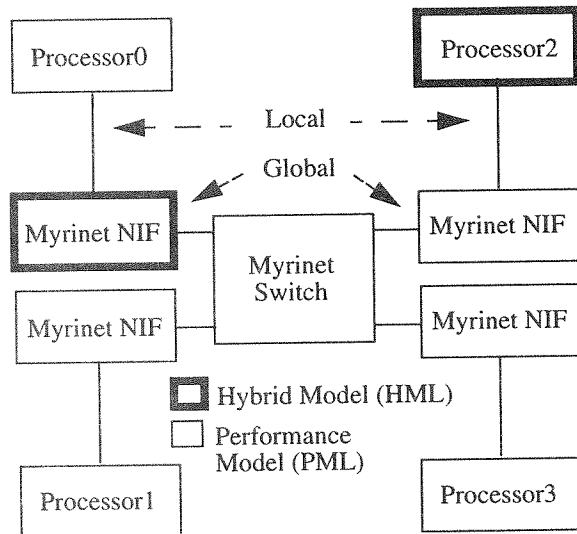 Processor0
Processor2
Local
Global
Myrinet NIF
Myrinet NIF
Myrinet
Switch
Myrinet NIF
Myrinet NIF
Hybrid Model (HML)
Performance
Model (PML)
Processor1
Processor3